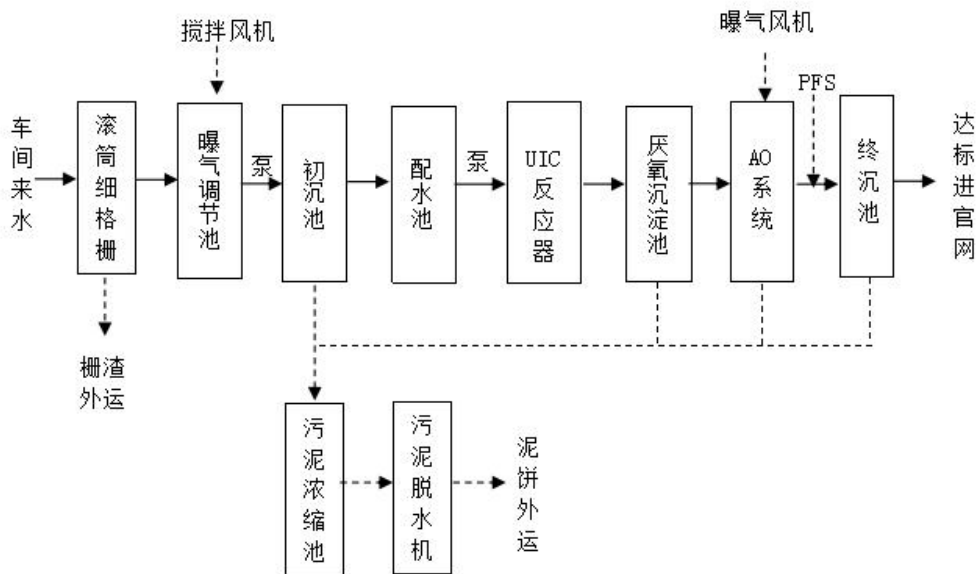 搅拌风机
曝气风机
PFS
车间来水
滚筒细格栅
曝气调节池
泵
初沉池
配水池
泵
UIC反应器
厌氧沉淀池
AO系统
终沉池
达标进官网
栅渣
外运
污泥浓缩池
污泥脱水机
泥饼外运